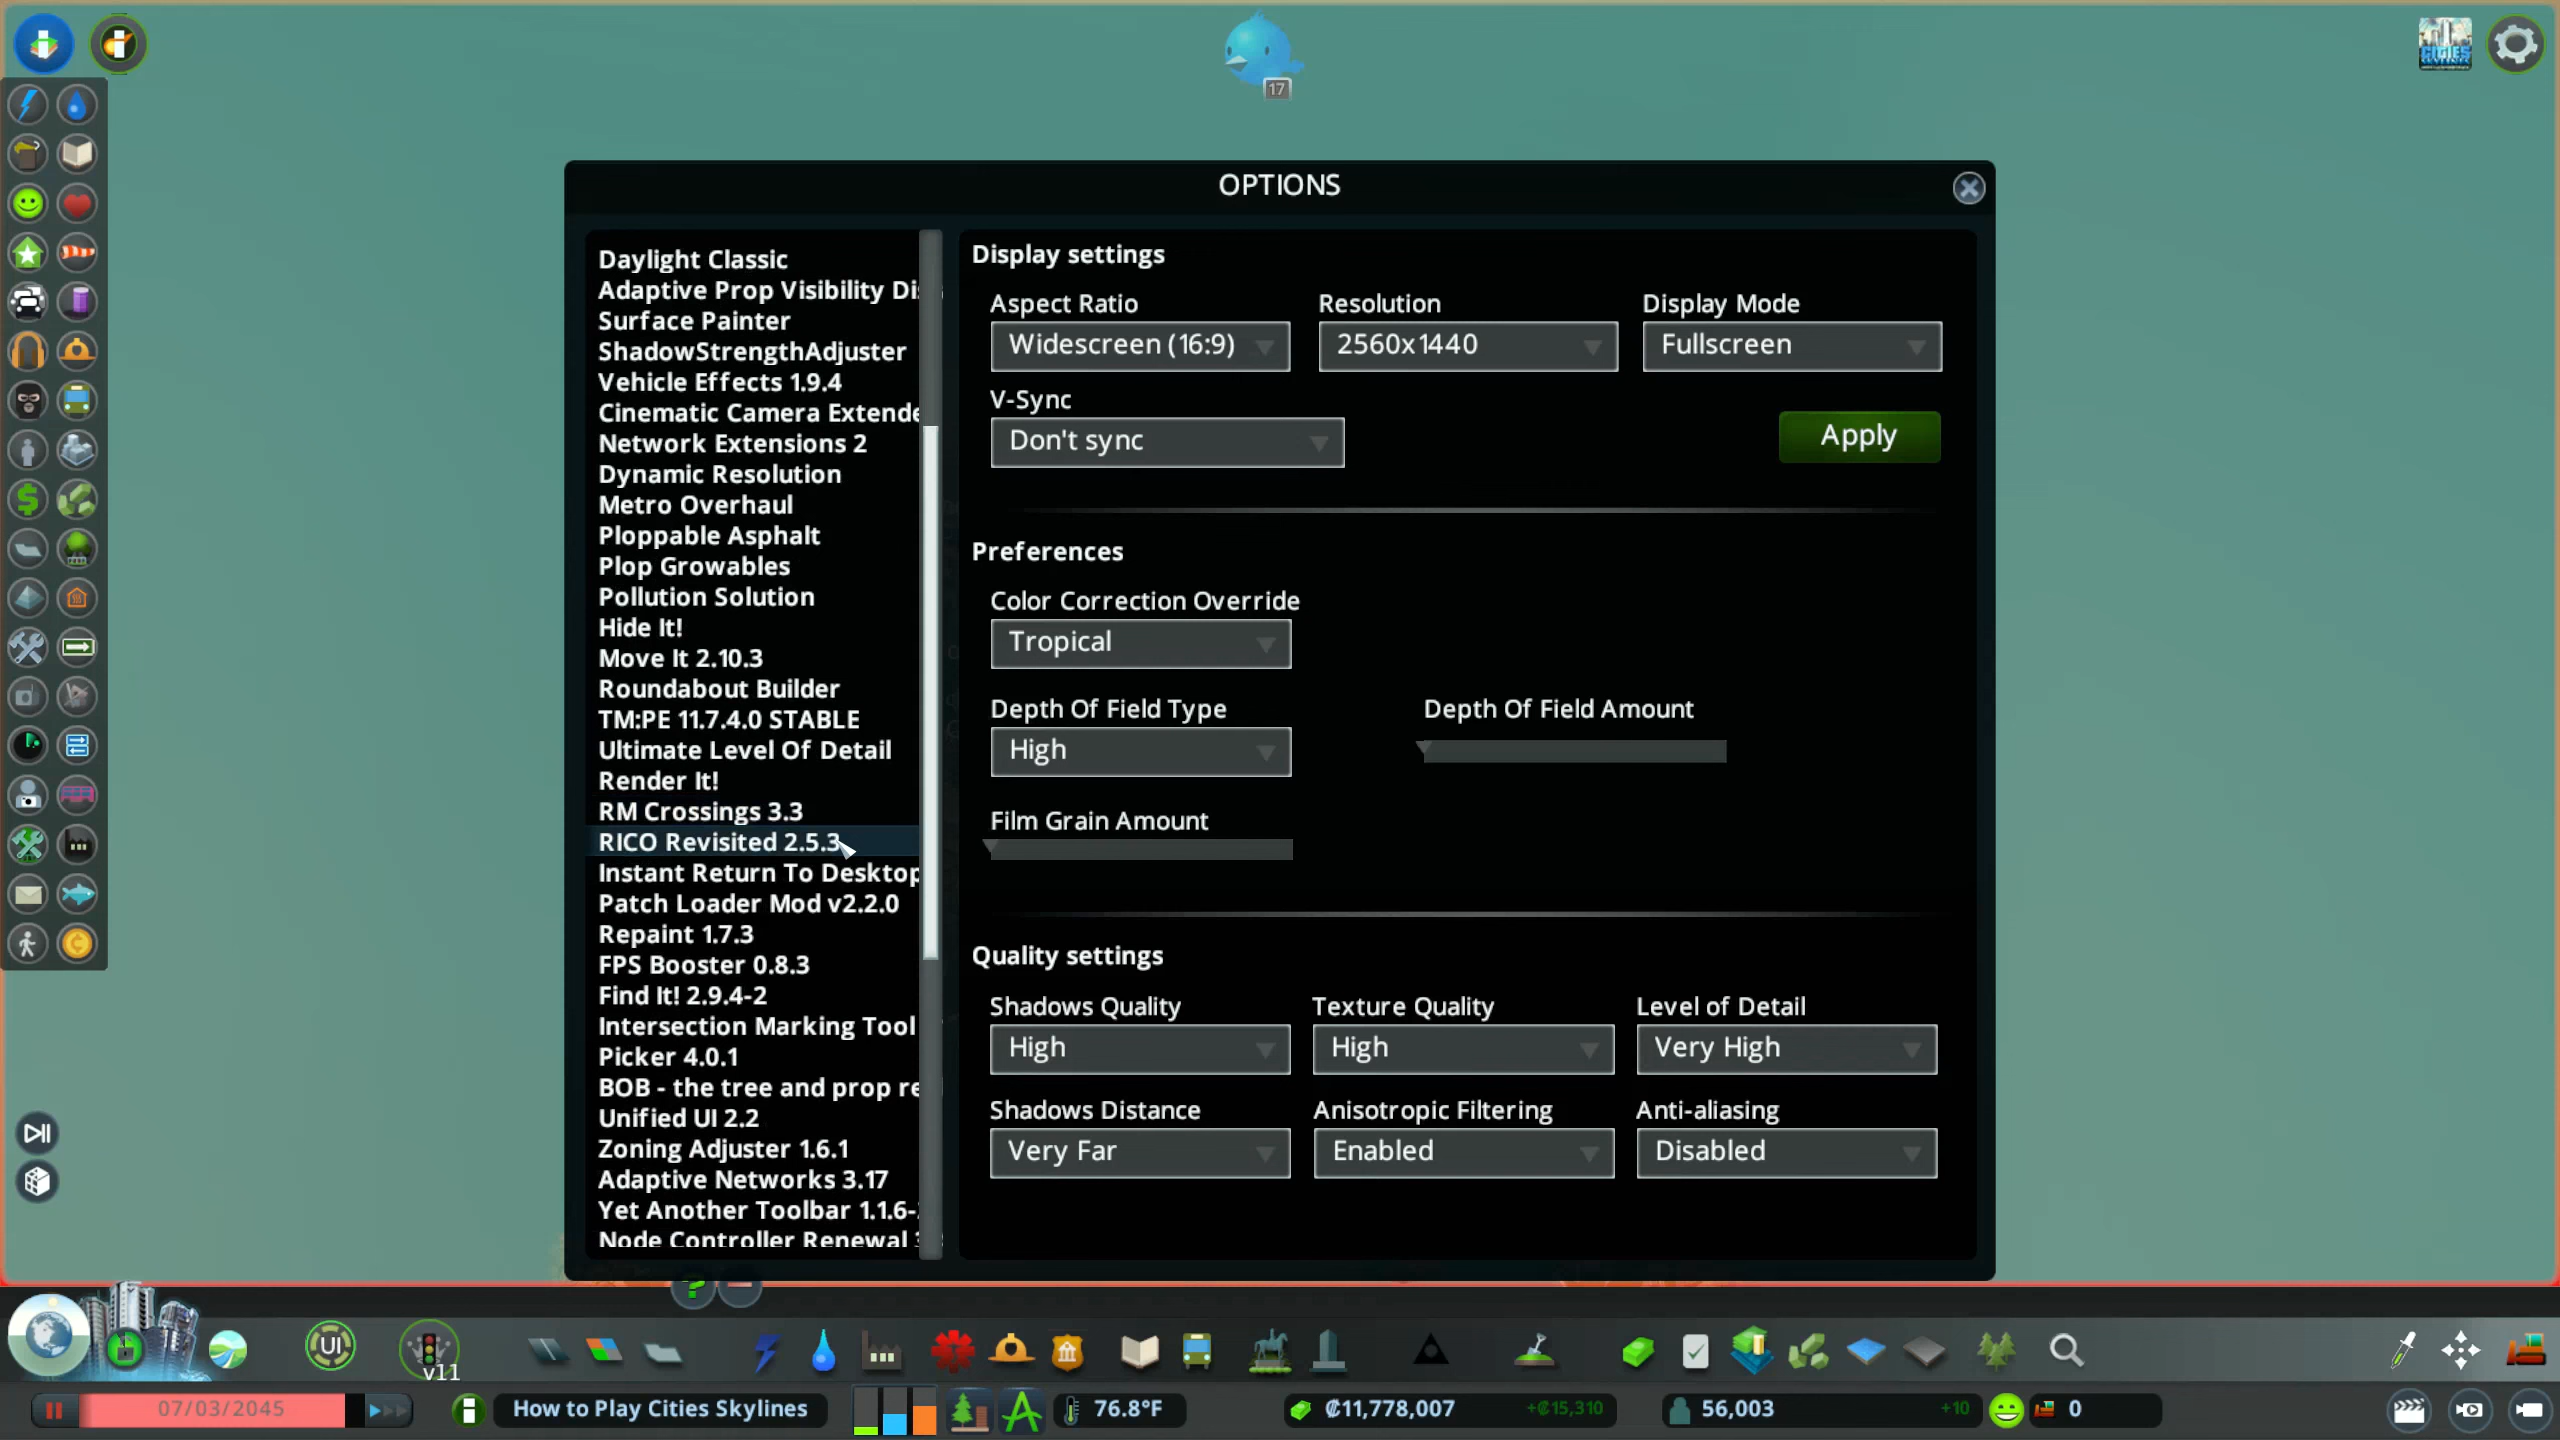 17
CITIES
OPTIONS
Daylight Classic
Adaptive Prop Visibility Dis
Surface Painter
ShadowStrengthAdjuster
Vehicle Effects 1.9.4
Cinematic Camera Extende
Network Extensions 2
Dynamic Resolution
Metro Overhaul
Ploppable Asphalt
Plop Growables
Pollution Solution
Hide It!
Move It 2.10.3
Roundabout Builder
TM:PE 11.7.4.0 STABLE
Ultimate Level Of Detail
Render It!
RM Crossings 3.3
RICO Revisited 2.5.3
Instant Return To Desktop
Patch Loader Mod v2.2.0
Repaint 1.7.3
FPS Booster 0.8.3
Find It! 2.9.4-2
Intersection Marking Tool
Picker 4.0.1
BOB - the tree and prop re
Unified UI 2.2
Zoning Adjuster 1.6.1
Adaptive Networks 3.17
Yet Another Toolbar 1.1.6-
Node Controller Renewal 3
Display settings
Aspect Ratio
Resolution
Display Mode
Widescreen (16:9)
2560x1440
Fullscreen
V-Sync
Don't sync
Apply
Preferences
Color Correction Override
Tropical
Depth Of Field Type
Depth Of Field Amount
High
Film Grain Amount
Quality settings
Shadows Quality
Texture Quality
Level of Detail
High
High
Very High
Shadows Distance
Anisotropic Filtering
Anti-aliasing
Very Far
Enabled
Disabled
UI
v11
07/03/2045
How to Play Cities Skylines
76.8°F
₡11,778,007
+₡15,310
56,003
+10
0